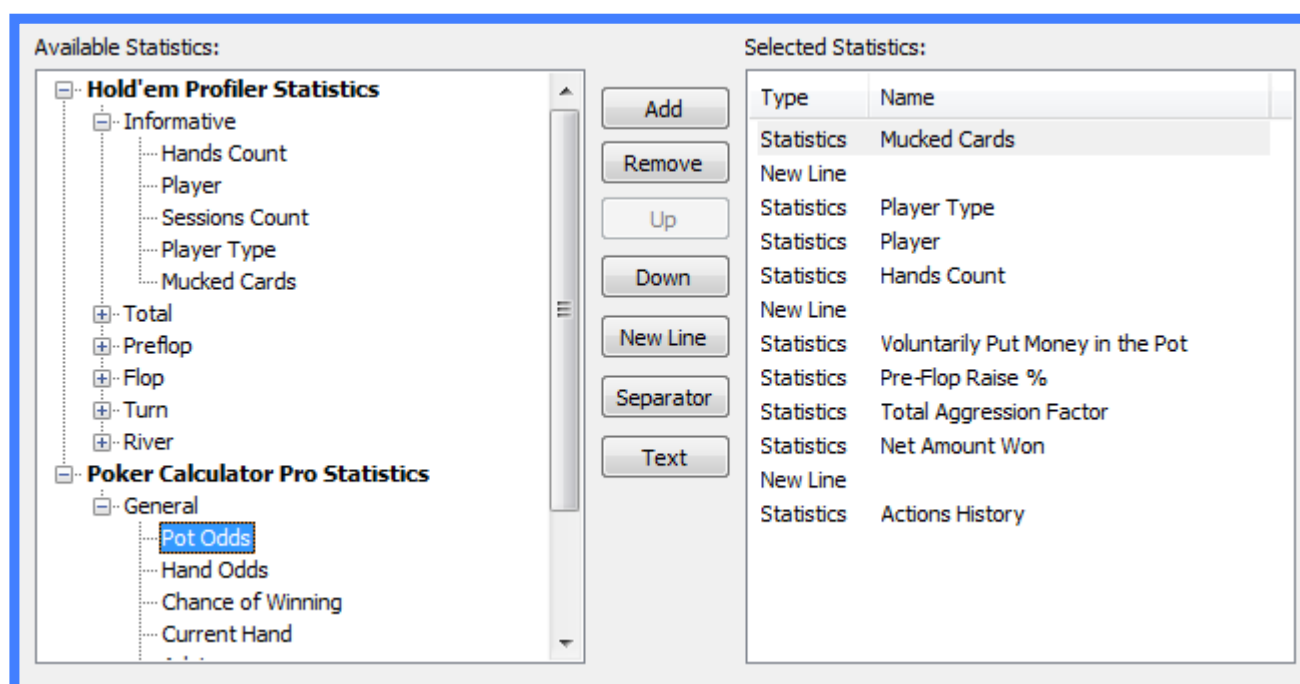 Available Statistics:
Hold'em Profiler Statistics
Informative
Hands Count
Player
Sessions Count
Player Type
Mucked Cards
Total
Preflop
Flop
Turn
River
Poker Calculator Pro Statistics
General
Pot Odds
Hand Odds
Chance of Winning
Current Hand
Add
Remove
Up
Down
New Line
Separator
Text
Selected Statistics:
Type Name
Statistics Mucked Cards
New Line
Statistics Player Type
Statistics Player
Statistics Hands Count
New Line
Statistics Voluntarily Put Money in the Pot
Statistics Pre-Flop Raise %
Statistics Total Aggression Factor
Statistics Net Amount Won
New Line
Statistics Actions History